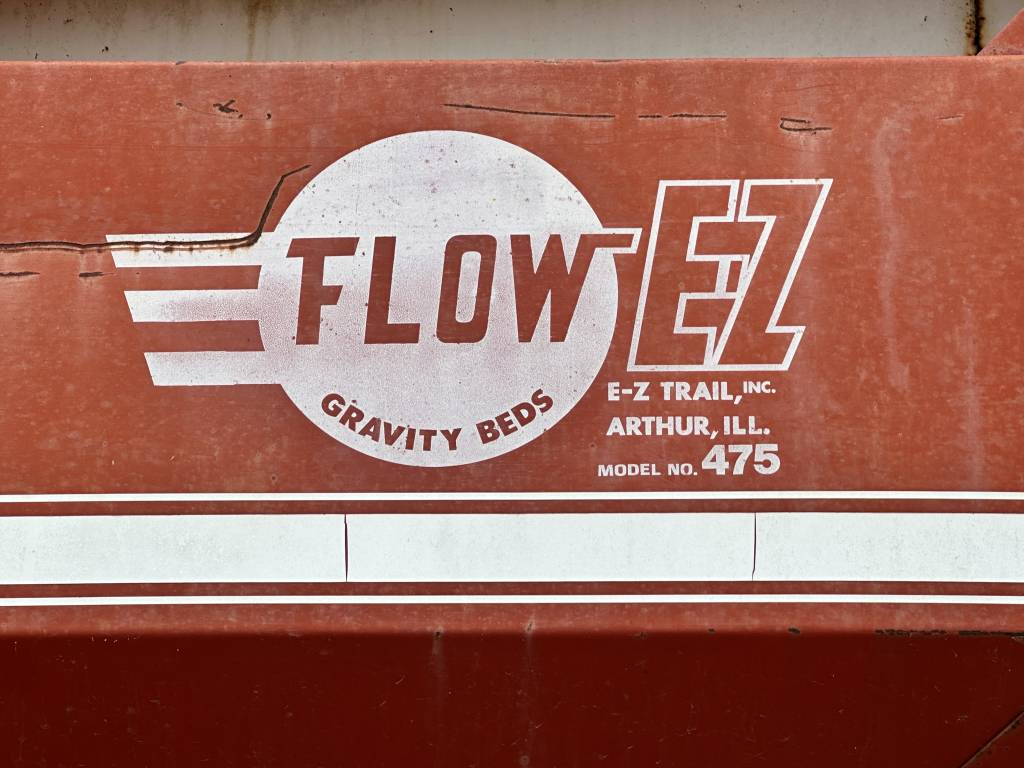 FLOW EZ
GRAVITY BEDS
E-Z TRAIL, INC.
ARTHUR, ILL.
MODEL NO. 475